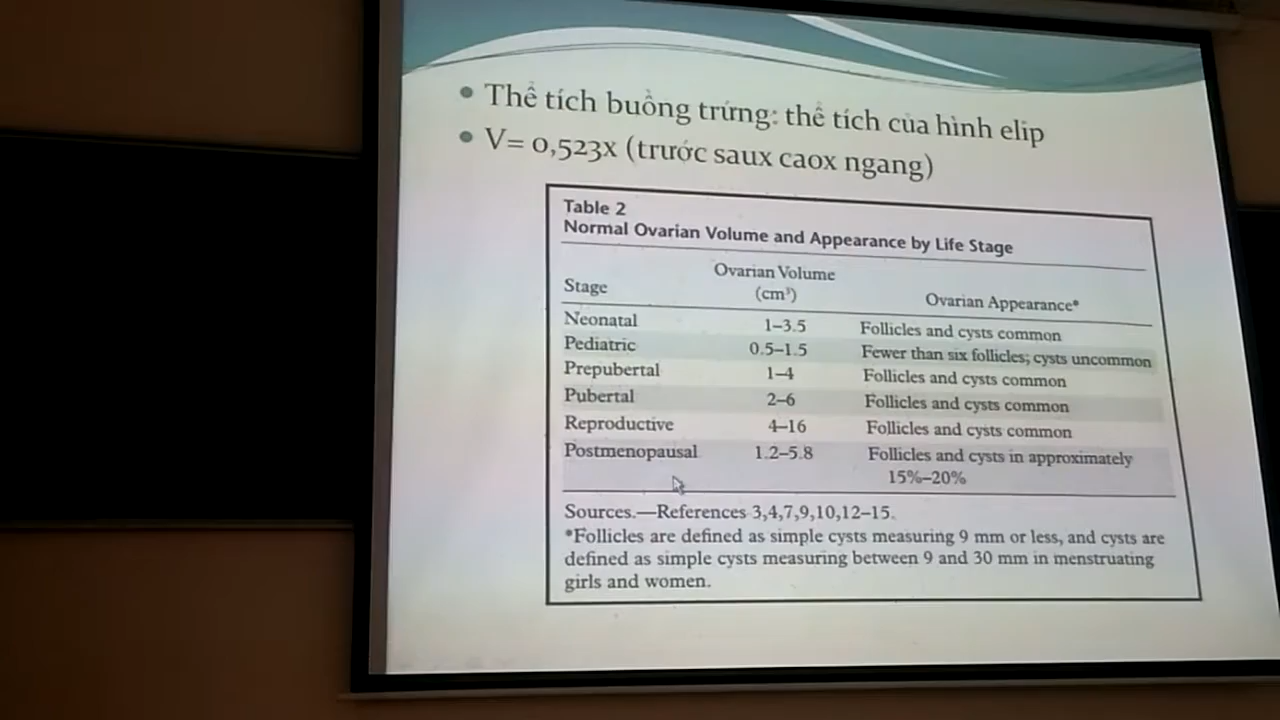 Thể tích buồng trứng: thể tích của hình elip
V= 0,523x (trước saux caox ngang)
Table 2
Normal Ovarian Volume and Appearance by Life Stage
Stage Ovarian Volume (cm³) Ovarian Appearance*
Neonatal 1–3.5 Follicles and cysts common
Pediatric 0.5–1.5 Fewer than six follicles; cysts uncommon
Prepubertal 1–4 Follicles and cysts common
Pubertal 2–6 Follicles and cysts common
Reproductive 4–16 Follicles and cysts common
Postmenopausal 1.2–5.8 Follicles and cysts in approximately
15%–20%
Sources.—References 3,4,7,9,10,12–15.
*Follicles are defined as simple cysts measuring 9 mm or less, and cysts are
defined as simple cysts measuring between 9 and 30 mm in menstruating
girls and women.